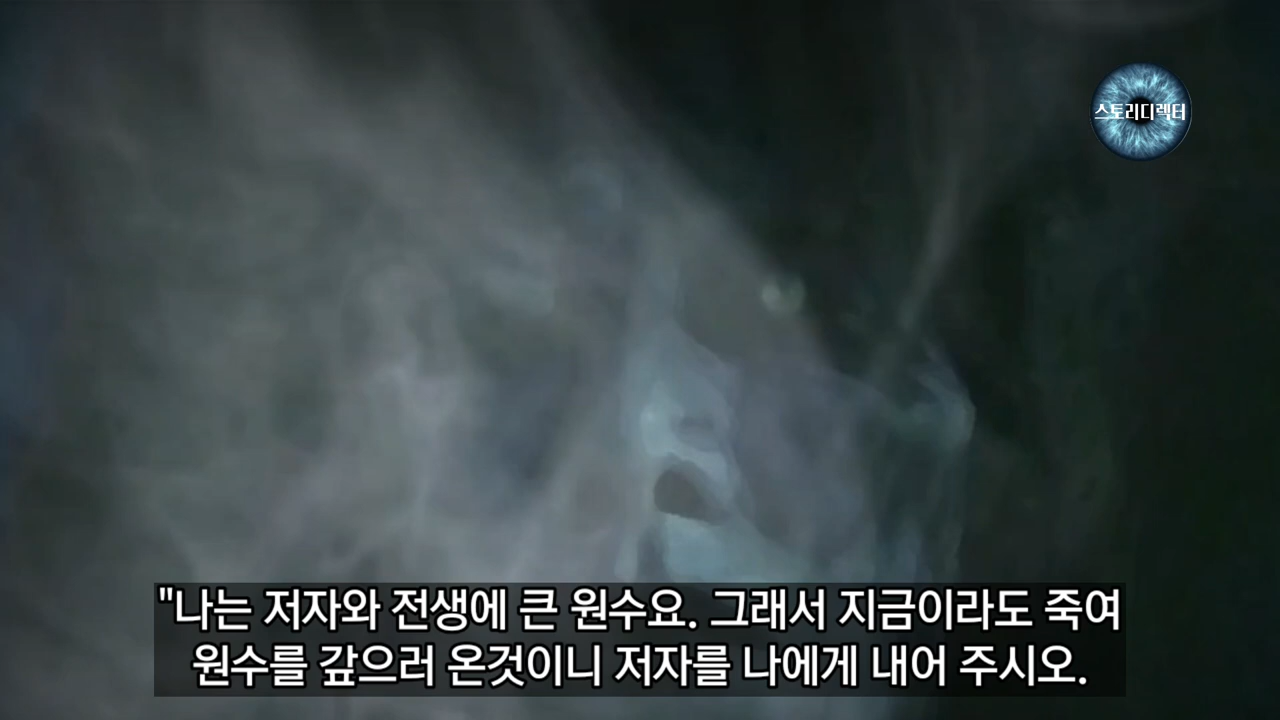 스토리디렉터
"나는 저자와 전생에 큰 원수요. 그래서 지금이라도 죽여
원수를 갚으러 온것이니 저자를 나에게 내어 주시오.